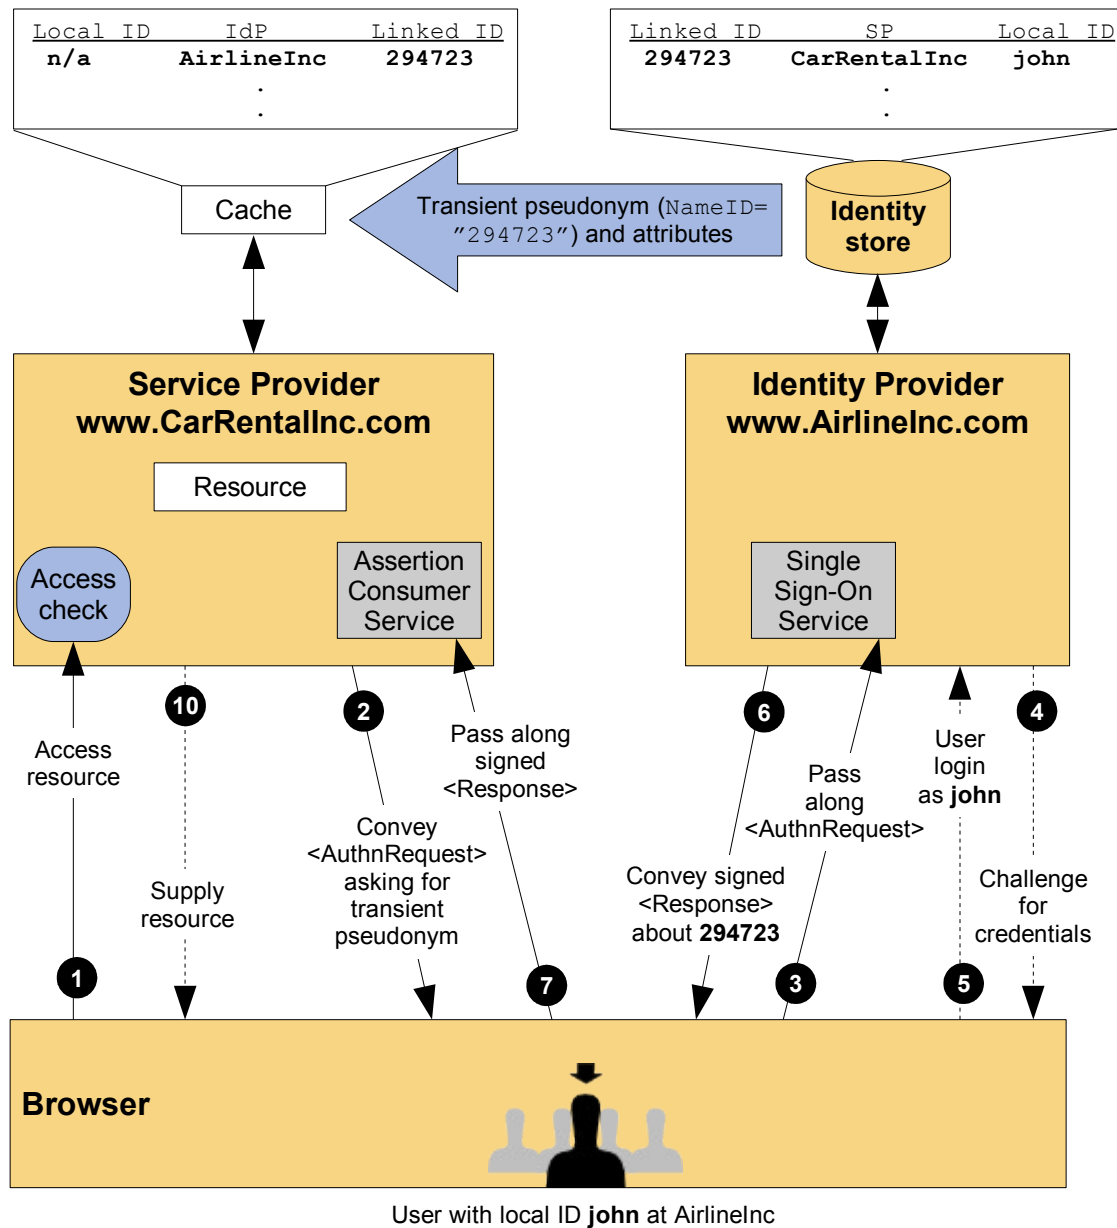 Local ID IdP Linked ID
n/a AirlineInc 294723
.
.
Linked ID SP Local ID
294723 CarRentalInc john
.
.
Cache
Transient pseudonym (NameID=
”294723”) and attributes
Identity
store
Service Provider
www.CarRentalInc.com
Resource
Access
check
Assertion
Consumer
Service
Identity Provider
www.AirlineInc.com
Single
Sign-On
Service
10
2
6
4
Access
resource
Pass along
signed
<Response>
Pass
along
<AuthnRequest>
User
login
as john
Convey
<AuthnRequest>
asking for
transient
pseudonym
Supply
resource
Convey signed
<Response>
about 294723
Challenge
for
credentials
1
7
3
5
Browser
User with local ID john at AirlineInc